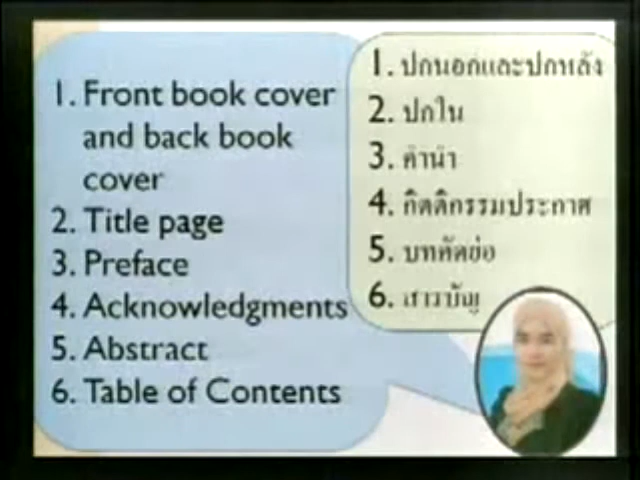 1. Front book cover
and back book
cover
2. Title page
3. Preface
4. Acknowledgments
5. Abstract
6. Table of Contents
1. ปกนอกและปกหลัง
2. ปกใน
3. คำนำ
4. กิตติกรรมประกาศ
5. บทคัดย่อ
6. สารบัญ